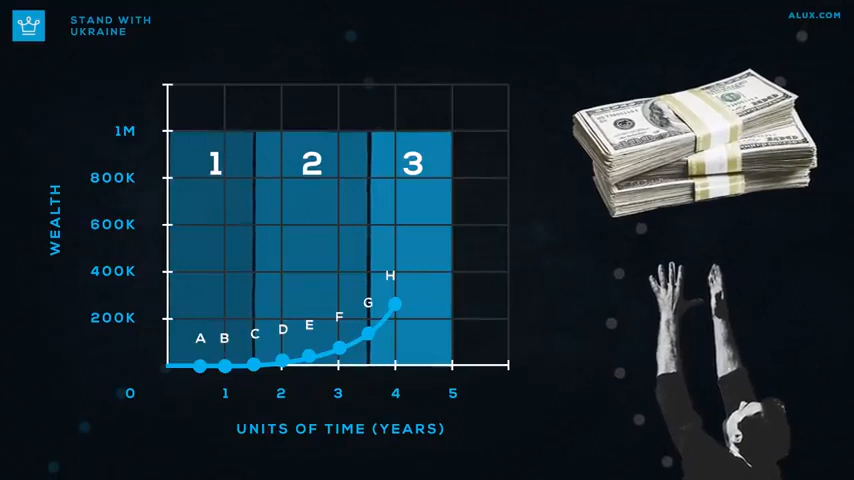 STAND WITH
UKRAINE
ALUX.COM
1M
800K
600K
400K
200K
0
WEALTH
1
2
3
A
B
C
D
E
F
G
H
1
2
3
4
5
UNITS OF TIME (YEARS)